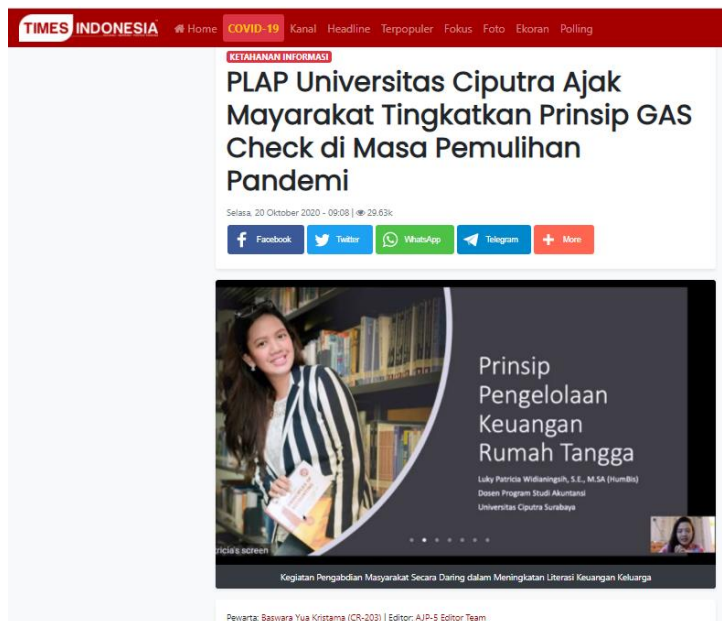 TIMES INDONESIA Home COVID-19 Kanal Headline Terpopuler Fokus Foto Ekoran Polling
KETAHANAN INFORMASI
PLAP Universitas Ciputra Ajak
Mayarakat Tingkatkan Prinsip GAS
Check di Masa Pemulihan
Pandemi
Selasa, 20 Oktober 2020 - 09:08 | 29.63k
Facebook Twitter WhatsApp Telegram More
Prinsip
Pengelolaan
Keuangan
Rumah Tangga
Luky Patricia Widianingsih, S.E., M.SA (HumBis)
Dosen Program Studi Akuntansi
Universitas Ciputra Surabaya
tricia's screen
Kegiatan Pengabdian Masyarakat Secara Daring dalam Meningkatan Literasi Keuangan Keluarga
Pewarta: Baswara Yua Kristama (CR-203) | Editor: AJP-5 Editor Team